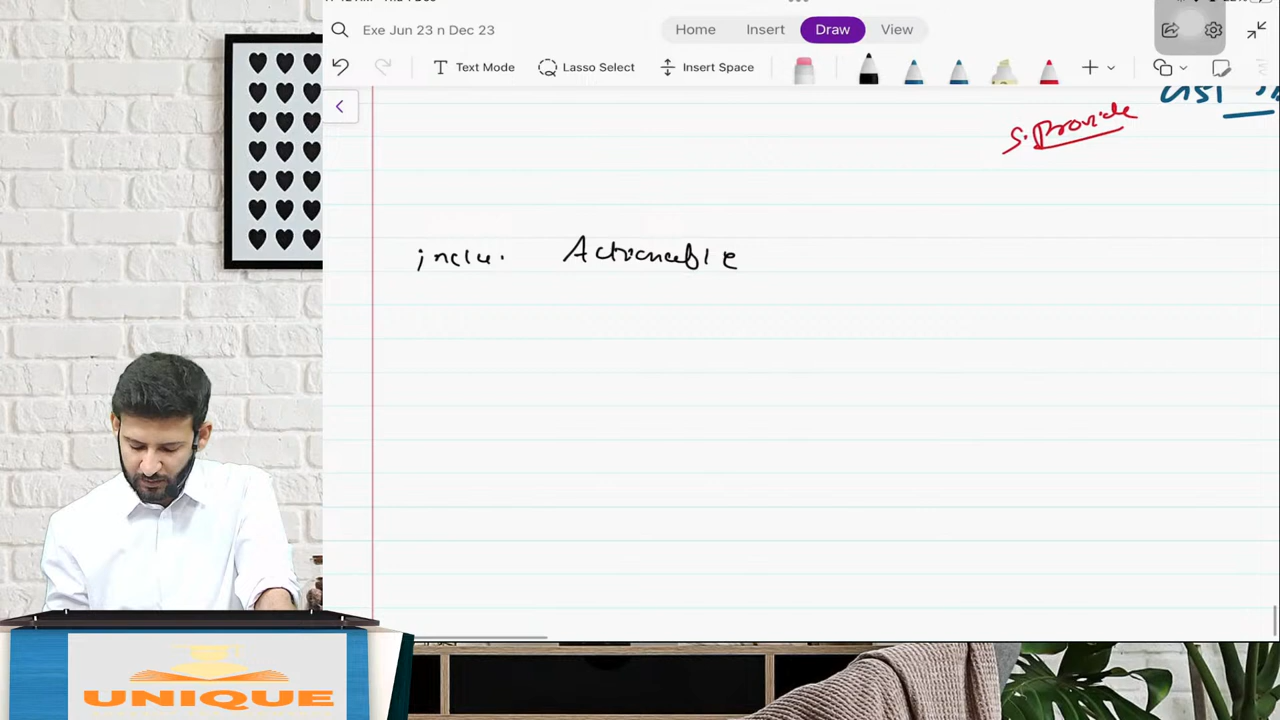 Exe Jun 23 n Dec 23
Home Insert Draw View
Text Mode Lasso Select Insert Space
GST
S. Provide
inclu. Actionable
UNIQUE